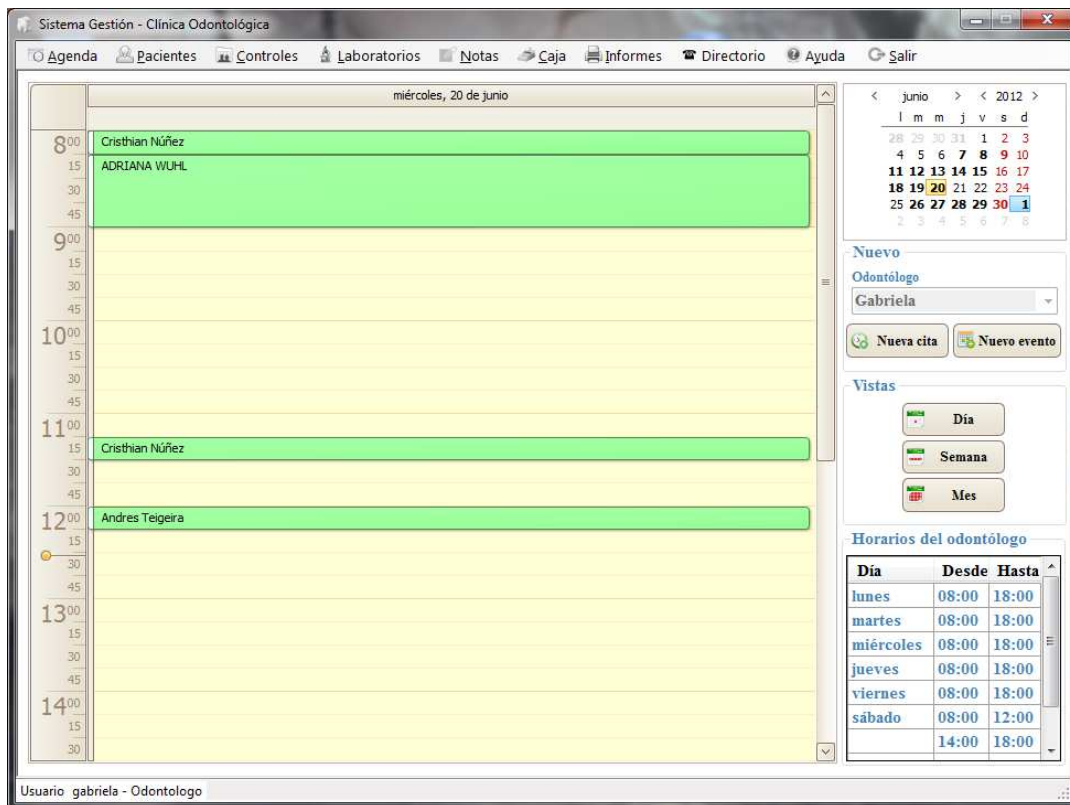 Sistema Gestión - Clínica Odontológica
Agenda Pacientes Controles Laboratorios Notas Caja Informes Directorio Ayuda Salir
miércoles, 20 de junio
8 00 Cristhian Núñez
15 ADRIANA WUHL
30
45
9 00
15
30
45
10 00
15
30
45
11 00
15 Cristhian Núñez
30
45
12 00 Andres Teigeira
15
30
45
13 00
15
30
45
14 00
15
30
junio 2012
l m m j v s d
28 29 30 31 1 2 3
4 5 6 7 8 9 10
11 12 13 14 15 16 17
18 19 20 21 22 23 24
25 26 27 28 29 30 1
2 3 4 5 6 7 8
Nuevo
Odontólogo
Gabriela
Nueva cita Nuevo evento
Vistas
Día
Semana
Mes
Horarios del odontólogo
Día Desde Hasta
lunes 08:00 18:00
martes 08:00 18:00
miércoles 08:00 18:00
jueves 08:00 18:00
viernes 08:00 18:00
sábado 08:00 12:00
14:00 18:00
Usuario gabriela - Odontologo